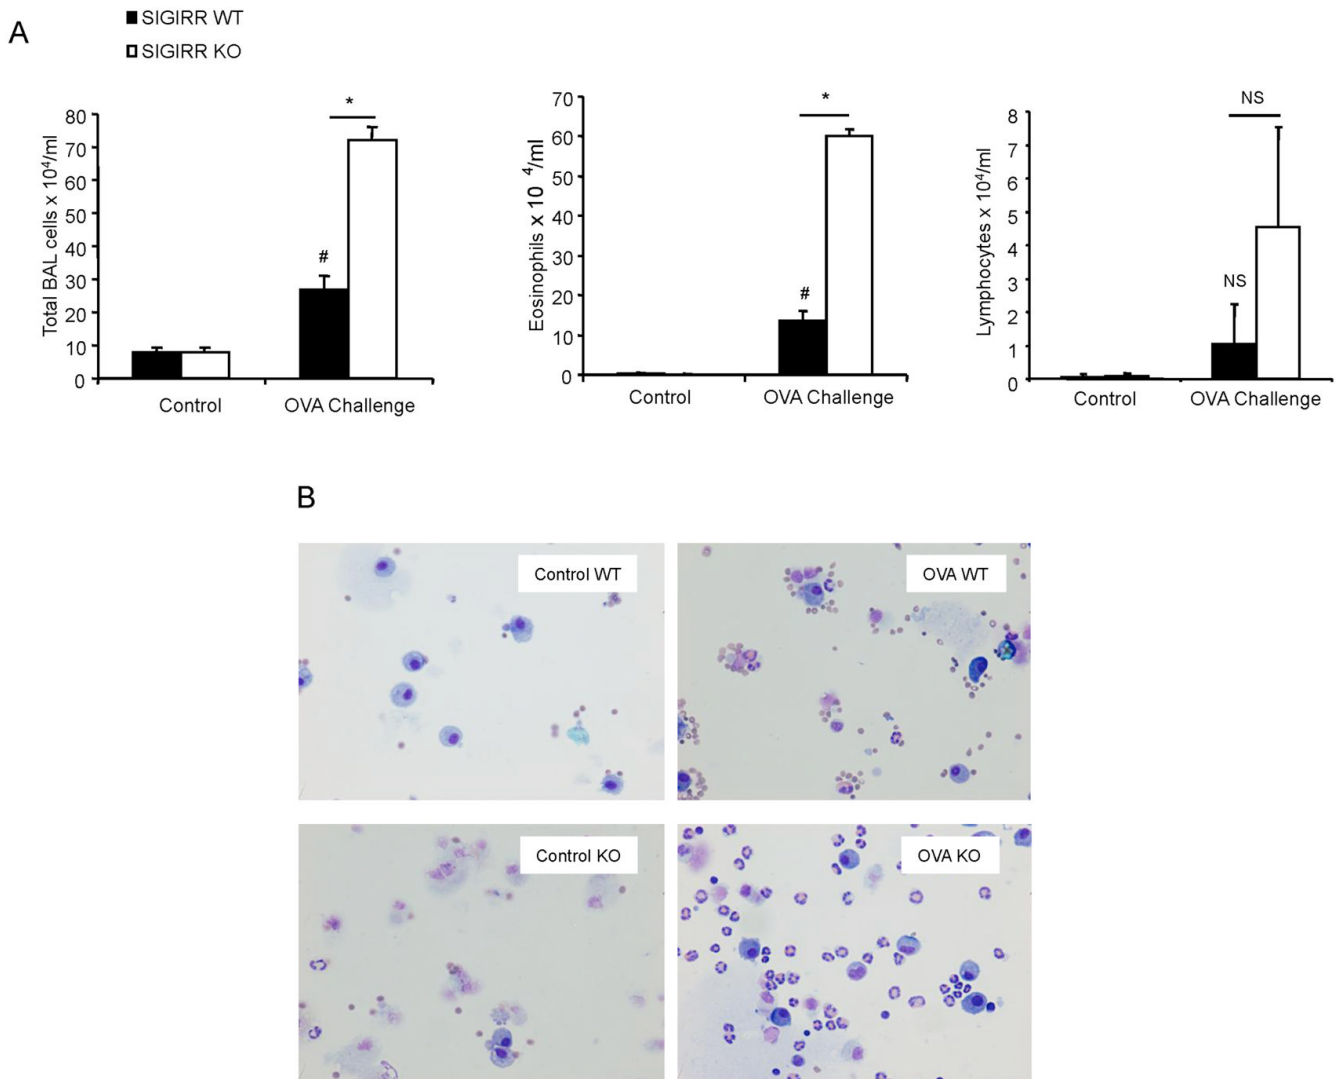 A
SIGIRR WT
SIGIRR KO
Total BAL cells x 10⁴/ml
80
70
60
50
40
30
20
10
0
#
*
Control
OVA Challenge
Eosinophils x 10 ⁴/ml
70
60
50
40
30
20
10
0
#
*
Control
OVA Challenge
Lymphocytes x 10⁴/ml
8
7
6
5
4
3
2
1
0
NS
NS
Control
OVA Challenge
B
Control WT
OVA WT
Control KO
OVA KO